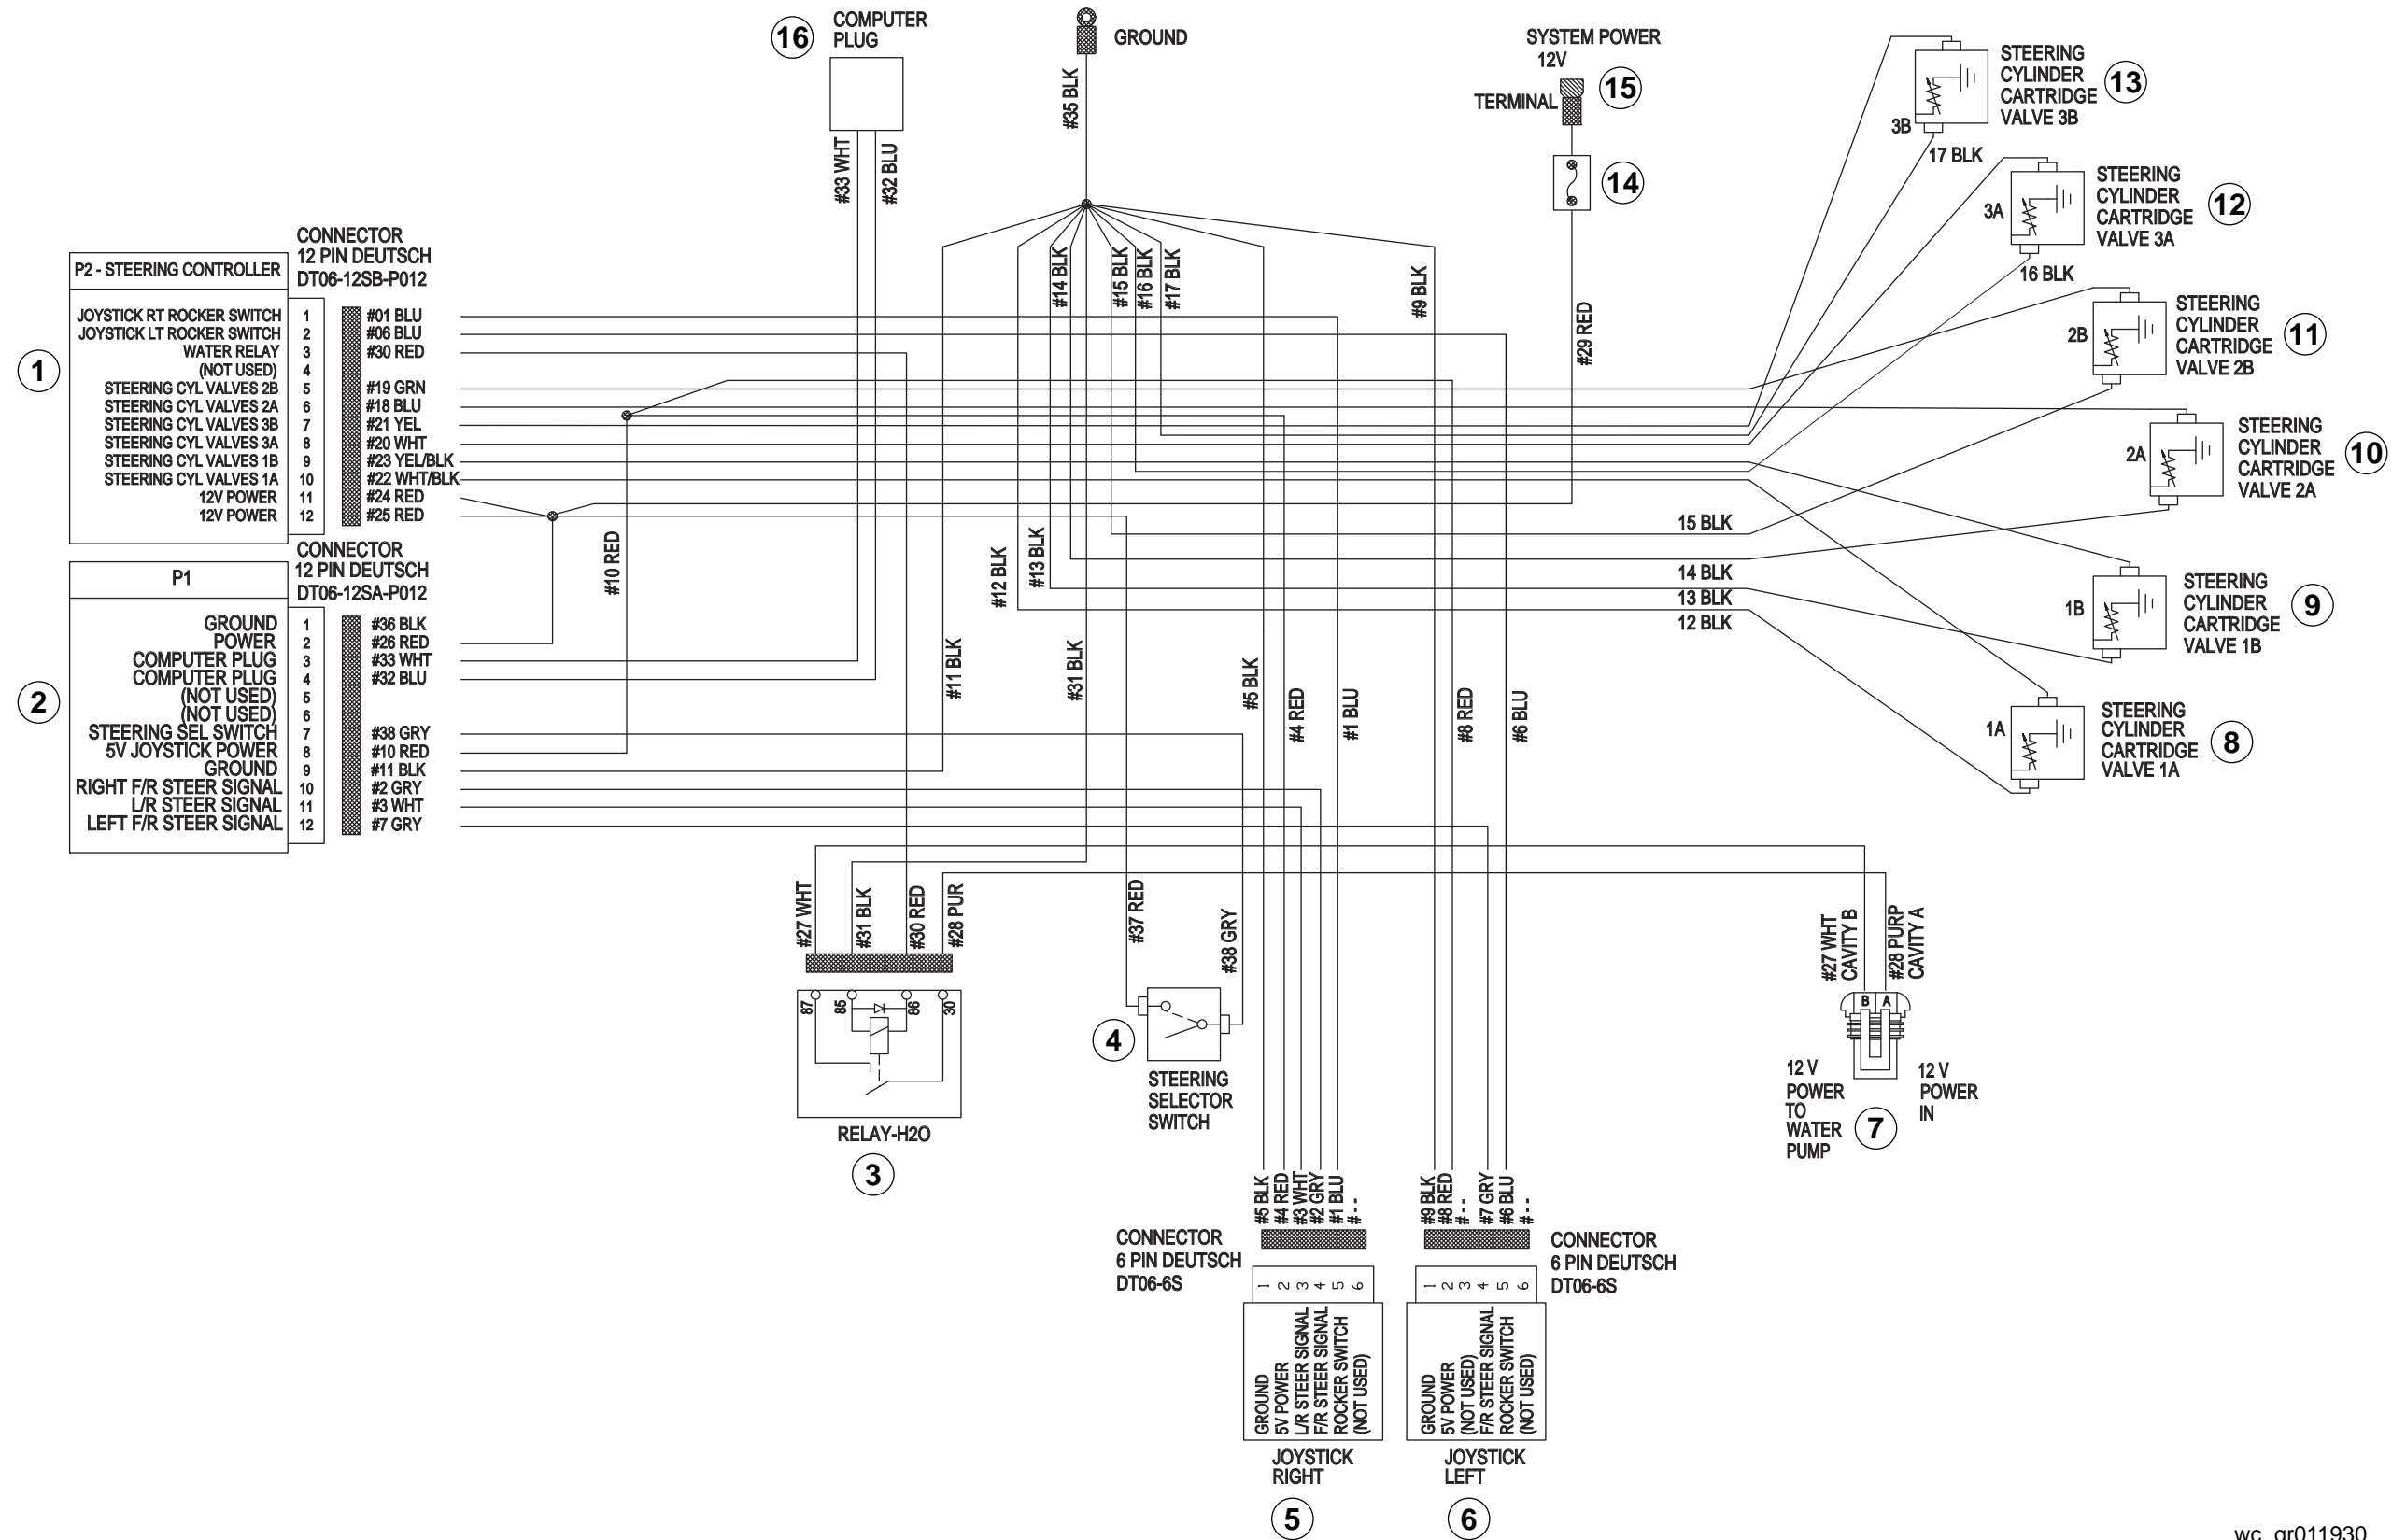 16
COMPUTER
PLUG
#33 WHT
#32 BLU
GROUND
#35 BLK
SYSTEM POWER
12V
15
TERMINAL
14
#29 RED
STEERING
CYLINDER
CARTRIDGE
VALVE 3B
13
3B
17 BLK
STEERING
CYLINDER
CARTRIDGE
VALVE 3A
12
3A
16 BLK
STEERING
CYLINDER
CARTRIDGE
VALVE 2B
11
2B
STEERING
CYLINDER
CARTRIDGE
VALVE 2A
10
2A
STEERING
CYLINDER
CARTRIDGE
VALVE 1B
9
1B
STEERING
CYLINDER
CARTRIDGE
VALVE 1A
8
1A
15 BLK
14 BLK
13 BLK
12 BLK
#14 BLK
#15 BLK
#16 BLK
#17 BLK
#9 BLK
CONNECTOR
12 PIN DEUTSCH
DT06-12SB-P012
P2 - STEERING CONTROLLER
1
JOYSTICK RT ROCKER SWITCH 1 #01 BLU
JOYSTICK LT ROCKER SWITCH 2 #06 BLU
WATER RELAY 3 #30 RED
(NOT USED) 4
STEERING CYL VALVES 2B 5 #19 GRN
STEERING CYL VALVES 2A 6 #18 BLU
STEERING CYL VALVES 3B 7 #21 YEL
STEERING CYL VALVES 3A 8 #20 WHT
STEERING CYL VALVES 1B 9 #23 YEL/BLK
STEERING CYL VALVES 1A 10 #22 WHT/BLK
12V POWER 11 #24 RED
12V POWER 12 #25 RED
CONNECTOR
12 PIN DEUTSCH
DT06-12SA-P012
P1
2
GROUND 1 #36 BLK
POWER 2 #26 RED
COMPUTER PLUG 3 #33 WHT
COMPUTER PLUG 4 #32 BLU
(NOT USED) 5
(NOT USED) 6
STEERING SEL SWITCH 7 #38 GRY
5V JOYSTICK POWER 8 #10 RED
GROUND 9 #11 BLK
RIGHT F/R STEER SIGNAL 10 #2 GRY
L/R STEER SIGNAL 11 #3 WHT
LEFT F/R STEER SIGNAL 12 #7 GRY
#10 RED
#12 BLK
#13 BLK
#11 BLK
#31 BLK
#5 BLK
#4 RED
#1 BLU
#8 RED
#6 BLU
#27 WHT
#31 BLK
#30 RED
#28 PUR
87
85
86
30
RELAY-H2O
3
#37 RED
#38 GRY
4
STEERING
SELECTOR
SWITCH
#27 WHT
CAVITY B
#28 PURP
CAVITY A
B A
12 V
POWER
TO
WATER
PUMP
7
12 V
POWER
IN
#5 BLK
#4 RED
#3 WHT
#2 GRY
#1 BLU
#--
CONNECTOR
6 PIN DEUTSCH
DT06-6S
1
2
3
4
5
6
GROUND
5V POWER
L/R STEER SIGNAL
F/R STEER SIGNAL
ROCKER SWITCH
(NOT USED)
JOYSTICK
RIGHT
5
#9 BLK
#8 RED
#--
#7 GRY
#6 BLU
#--
CONNECTOR
6 PIN DEUTSCH
DT06-6S
1
2
3
4
5
6
GROUND
5V POWER
(NOT USED)
F/R STEER SIGNAL
ROCKER SWITCH
(NOT USED)
JOYSTICK
LEFT
6
wc_gr011930